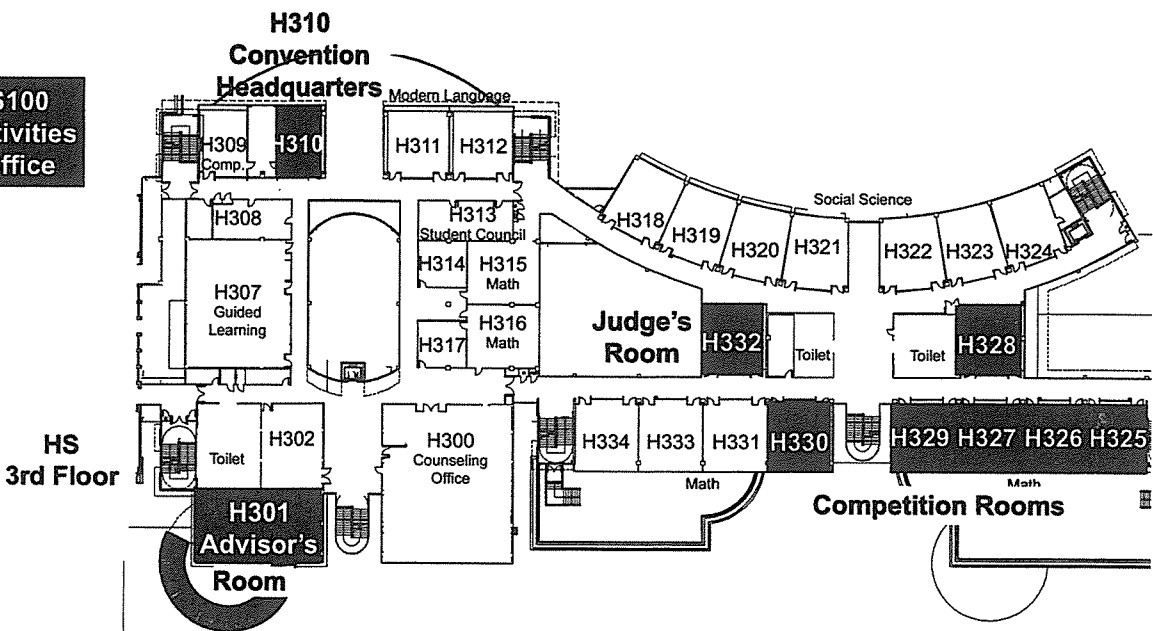 H310
Convention
Headquarters
Modern Language
H309
Comp.
H310
H311
H312
H308
H313
Student Council
H314
H315
Math
H307
Guided
Learning
H316
Math
H317
Social Science
H318
H319
H320
H321
H322
H323
H324
Judge's
Room
H332
Toilet
Toilet
H328
HS
3rd Floor
Toilet
H302
H300
Counseling
Office
H334
H333
H331
H330
H329
H327
H326
H325
Math
Math
Competition Rooms
H301
Advisor's
Room